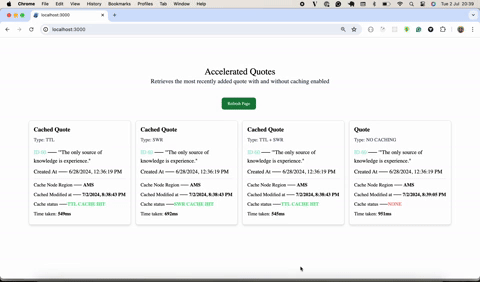 Chrome File Edit View History Bookmarks Profiles Tab Window Help
Tue 2 Jul 20:39
localhost:3000
localhost:3000
Accelerated Quotes
Retrieves the most recently added quote with and without caching enabled
Refresh Page
Cached Quote
Type: TTL
"The only source of
knowledge is experience."
Created At — 6/28/2024, 12:36:19 PM
Cache Node Region — AMS
Cached Modified at — 7/2/2024, 8:38:43 PM
Cache status — TTL CACHE HIT
Time taken: 549ms
Cached Quote
Type: SWR
"The only source of
knowledge is experience."
Created At — 6/28/2024, 12:36:19 PM
Cache Node Region — AMS
Cached Modified at — 7/2/2024, 8:38:43 PM
Cache status — SWR CACHE HIT
Time taken: 692ms
Cached Quote
Type: TTL + SWR
"The only source of
knowledge is experience."
Created At — 6/28/2024, 12:36:19 PM
Cache Node Region — AMS
Cached Modified at — 7/2/2024, 8:38:43 PM
Cache status — TTL CACHE HIT
Time taken: 545ms
Quote
Type: NO CACHING
"The only source of
knowledge is experience."
Created At — 6/28/2024, 12:36:19 PM
Cache Node Region — AMS
Cached Modified at — 7/2/2024, 8:39:05 PM
Cache status — NONE
Time taken: 951ms